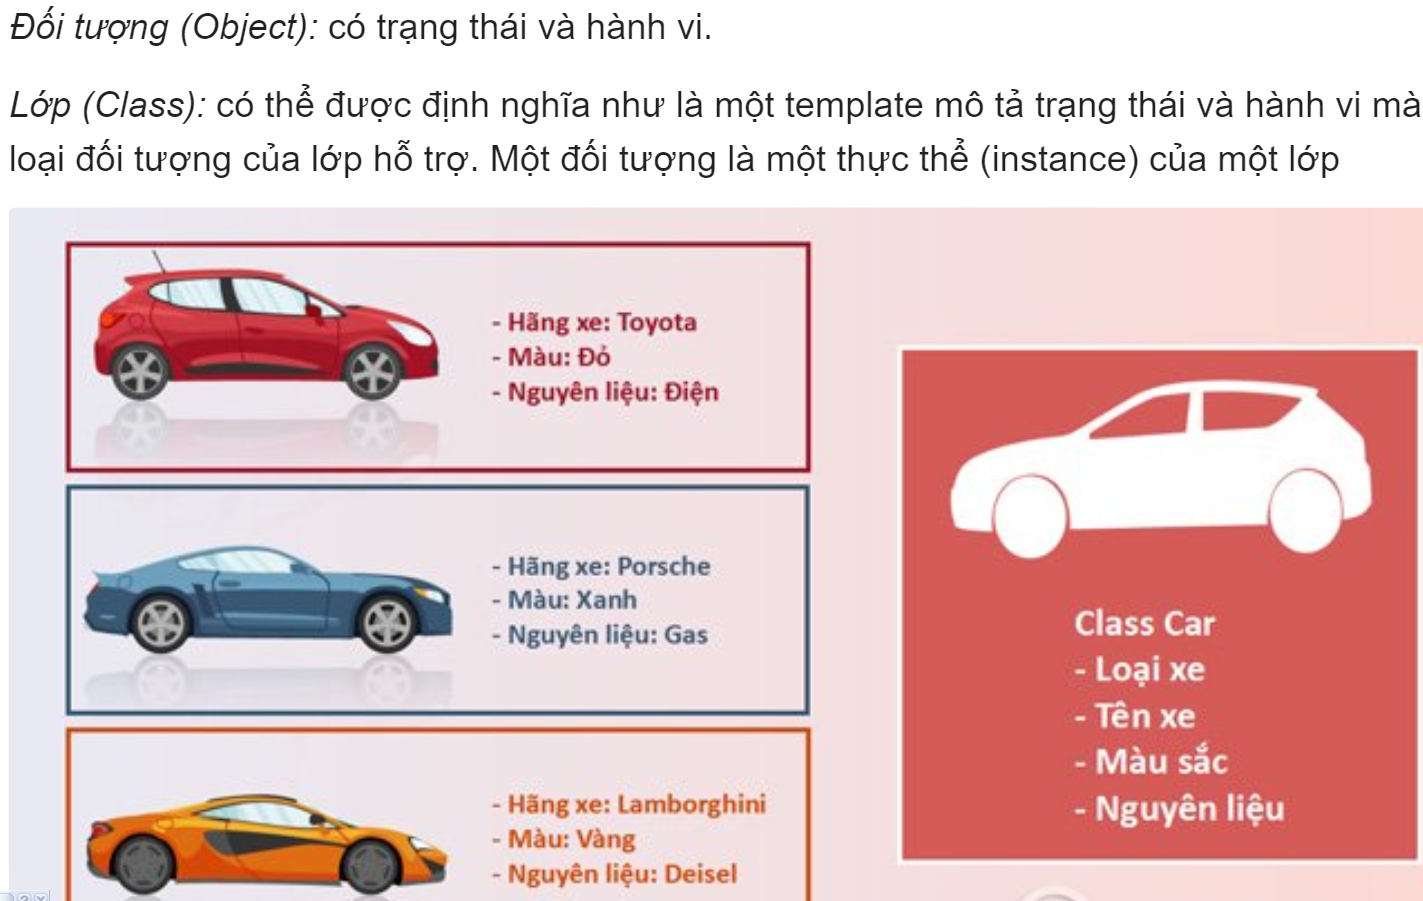 Đối tượng (Object): có trạng thái và hành vi.
Lớp (Class): có thể được định nghĩa như là một template mô tả trạng thái và hành vi mà
loại đối tượng của lớp hỗ trợ. Một đối tượng là một thực thể (instance) của một lớp
- Hãng xe: Toyota
- Màu: Đỏ
- Nguyên liệu: Điện
- Hãng xe: Porsche
- Màu: Xanh
- Nguyên liệu: Gas
- Hãng xe: Lamborghini
- Màu: Vàng
- Nguyên liệu: Deisel
Class Car
- Loại xe
- Tên xe
- Màu sắc
- Nguyên liệu